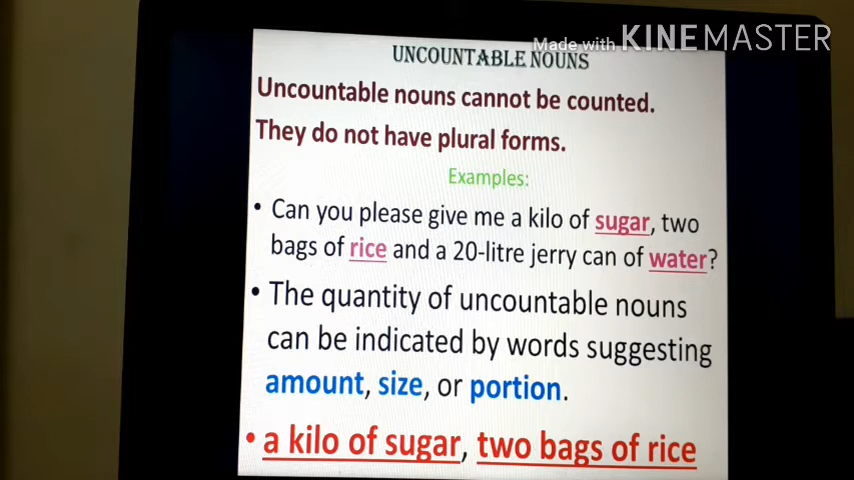 Made with KINEMASTER
UNCOUNTABLE NOUNS
Uncountable nouns cannot be counted.
They do not have plural forms.
Examples:
• Can you please give me a kilo of sugar, two
bags of rice and a 20-litre jerry can of water?
• The quantity of uncountable nouns
can be indicated by words suggesting
amount, size, or portion.
• a kilo of sugar, two bags of rice